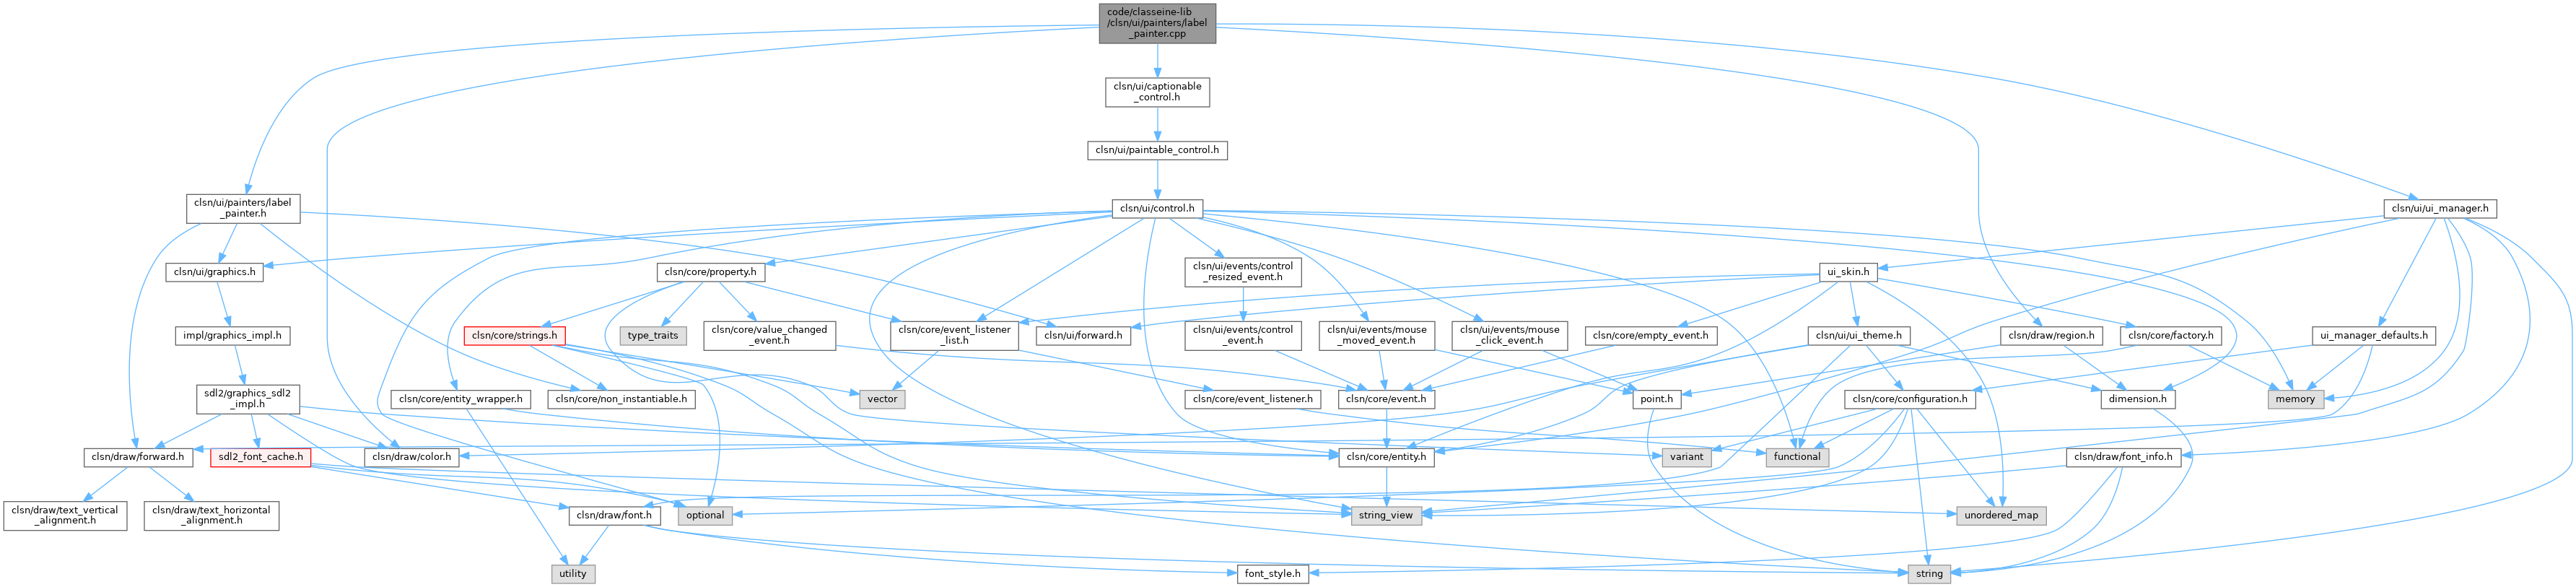 code/classeine-lib
/clsn/ui/painters/label
_painter.cpp
clsn/ui/captionable
_control.h
clsn/ui/paintable_control.h
clsn/ui/painters/label
_painter.h
clsn/ui/control.h
clsn/ui/ui_manager.h
clsn/ui/graphics.h
clsn/core/property.h
clsn/ui/events/control
_resized_event.h
ui_skin.h
impl/graphics_impl.h
clsn/core/strings.h
type_traits
clsn/core/value_changed
_event.h
clsn/core/event_listener
_list.h
clsn/ui/forward.h
clsn/ui/events/control
_event.h
clsn/ui/events/mouse
_moved_event.h
clsn/ui/events/mouse
_click_event.h
clsn/core/empty_event.h
clsn/ui/ui_theme.h
clsn/draw/region.h
clsn/core/factory.h
ui_manager_defaults.h
sdl2/graphics_sdl2
_impl.h
clsn/core/entity_wrapper.h
clsn/core/non_instantiable.h
vector
clsn/core/event_listener.h
clsn/core/event.h
point.h
clsn/core/configuration.h
dimension.h
memory
clsn/draw/forward.h
sdl2_font_cache.h
clsn/draw/color.h
clsn/core/entity.h
variant
functional
clsn/draw/font_info.h
clsn/draw/text_vertical
_alignment.h
clsn/draw/text_horizontal
_alignment.h
clsn/draw/font.h
optional
string_view
unordered_map
utility
font_style.h
string